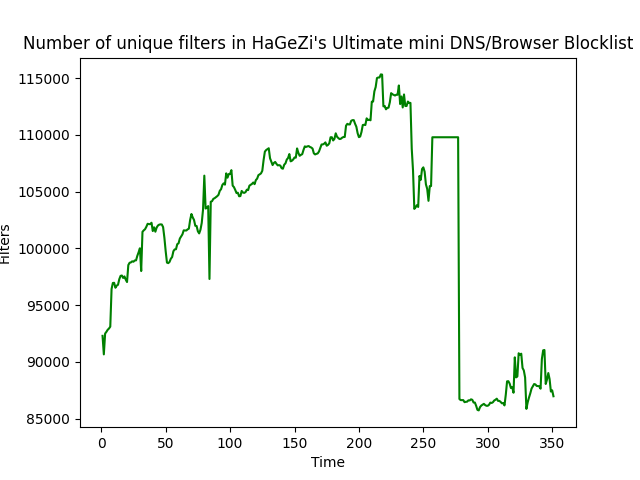 Number of unique filters in HaGeZi's Ultimate mini DNS/Browser Blocklist
115000
110000
105000
100000
95000
90000
85000
Filters
0 50 100 150 200 250 300 350
Time